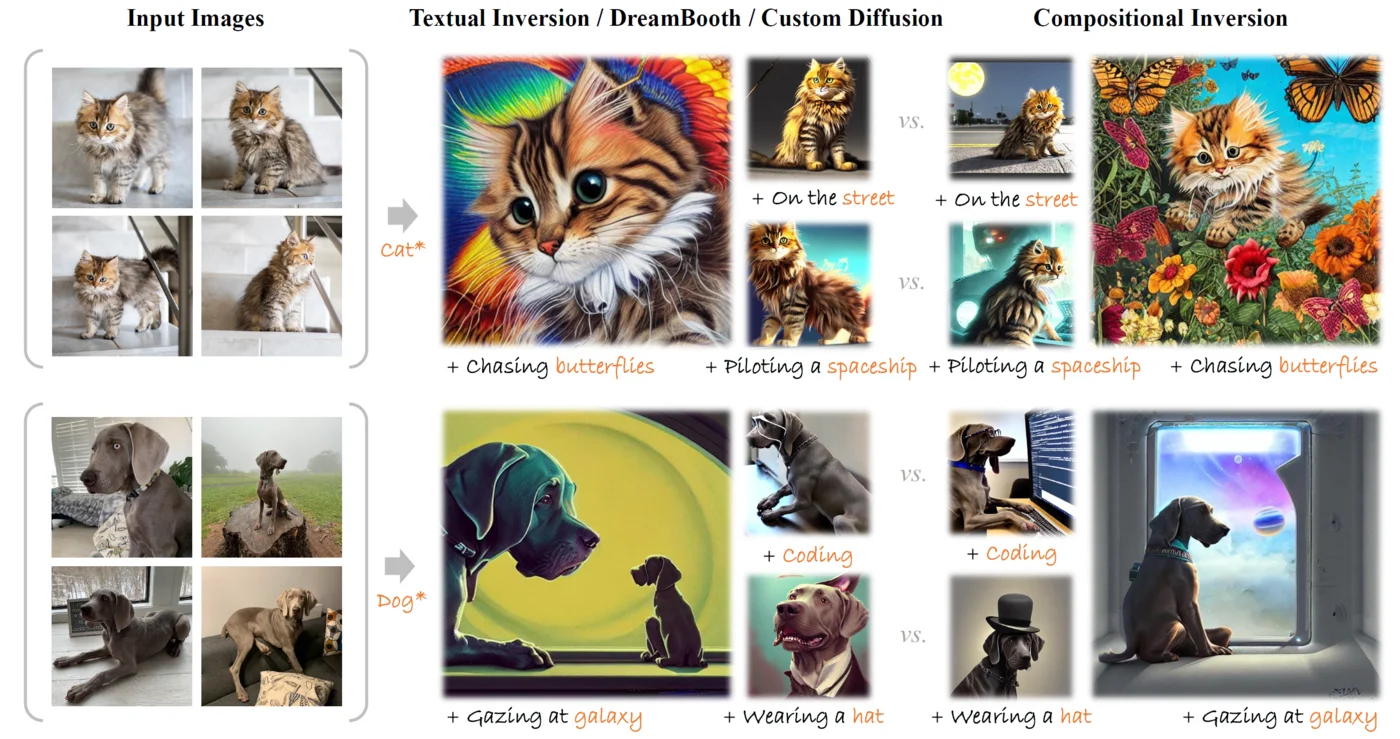 Input Images
Textual Inversion / DreamBooth / Custom Diffusion
Compositional Inversion
Cat*
+ On the street
+ Chasing butterflies
+ Piloting a spaceship
vs.
vs.
+ On the street
+ Piloting a spaceship
+ Chasing butterflies
Dog*
+ Coding
+ Gazing at galaxy
+ Wearing a hat
vs.
vs.
+ Coding
+ Wearing a hat
+ Gazing at galaxy